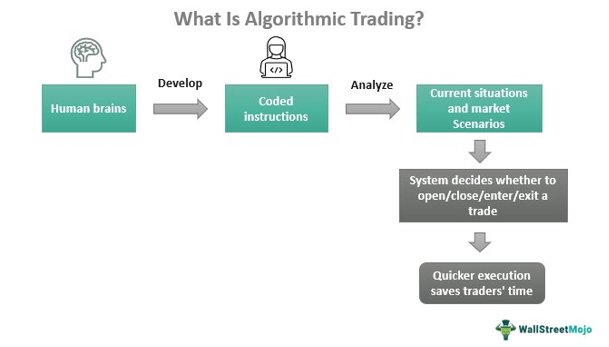 What Is Algorithmic Trading?
Develop
Analyze
Human brains
Coded
instructions
Current situations
and market
Scenarios
System decides whether to
open/close/enter/exit a
trade
Quicker execution
saves traders' time
WallStreetMojo